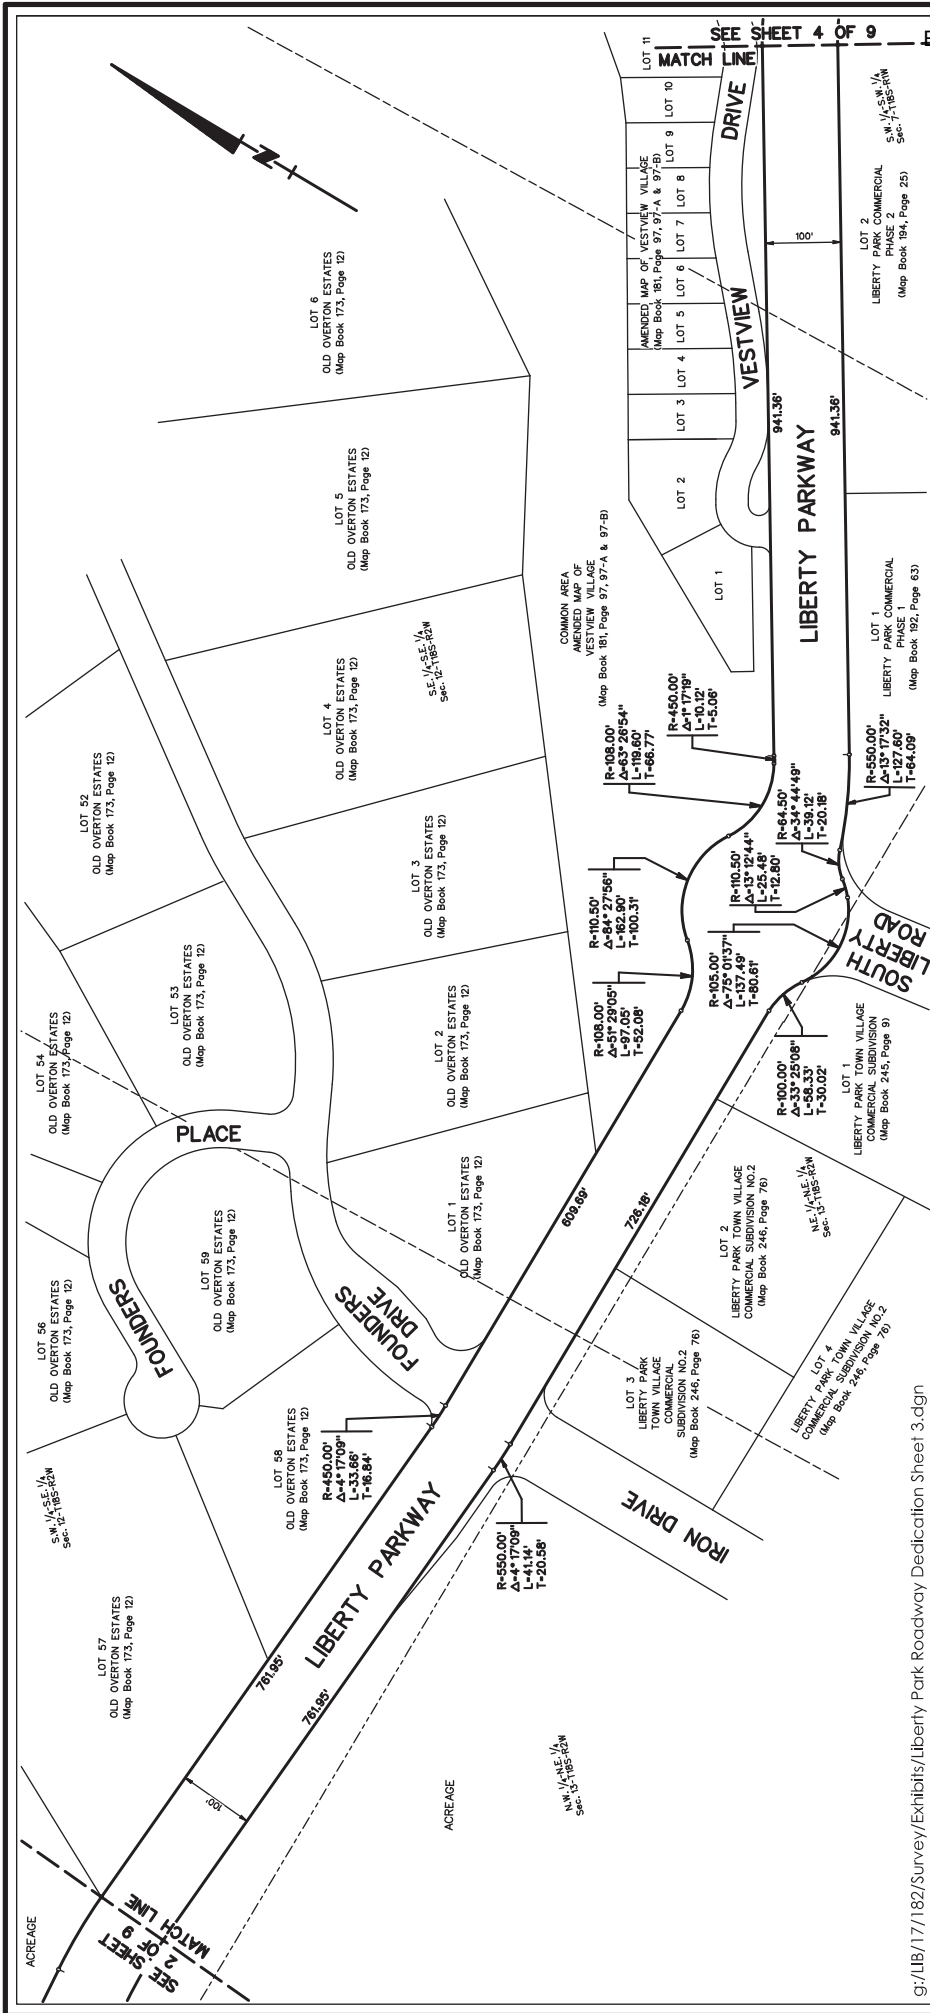 SEE SHEET 4 OF 9
MATCH LINE
LOT 11
LOT 10
LOT 9
LOT 8
LOT 7
LOT 6
LOT 5
LOT 4
LOT 3
LOT 2
LOT 1
AMENDED MAP OF VESTVIEW VILLAGE
(Map Book 181, Page 97, 97-A & 97-B)
VESTVIEW
DRIVE
S.W. 1/4-S.W. 1/4
Sec. 7-T18S-R1W
LOT 2
LIBERTY PARK COMMERCIAL
PHASE 2
(Map Book 194, Page 25)
100'
941.36'
941.36'
LIBERTY PARKWAY
N
LOT 6
OLD OVERTON ESTATES
(Map Book 173, Page 12)
LOT 5
OLD OVERTON ESTATES
(Map Book 173, Page 12)
COMMON AREA
AMENDED MAP OF
VESTVIEW VILLAGE
(Map Book 181, Page 97, 97-A & 97-B)
LOT 1
LIBERTY PARK COMMERCIAL
PHASE 1
(Map Book 192, Page 63)
S.E. 1/4-S.E. 1/4
Sec. 12-T18S-R2W
LOT 4
OLD OVERTON ESTATES
(Map Book 173, Page 12)
R=108.00'
Δ=63° 26'54"
L=119.60'
T=66.77'
R=450.00'
Δ=1° 17'19"
L=10.12'
T=5.06'
R=550.00'
Δ=13° 17'32"
L=127.60'
T=64.09'
R=64.50'
Δ=34° 44'49"
L=39.12'
T=20.18'
LOT 52
OLD OVERTON ESTATES
(Map Book 173, Page 12)
LOT 3
OLD OVERTON ESTATES
(Map Book 173, Page 12)
R=110.50'
Δ=84° 27'56"
L=162.90'
T=100.31'
R=110.50'
Δ=13° 12'44"
L=25.48'
T=12.80'
SOUTH
LIBERTY
ROAD
R=105.00'
Δ=75° 01'37"
L=137.49'
T=80.61'
R=108.00'
Δ=51° 29'05"
L=97.05'
T=52.08'
R=100.00'
Δ=33° 25'08"
L=58.33'
T=30.02'
LOT 53
OLD OVERTON ESTATES
(Map Book 173, Page 12)
LOT 54
OLD OVERTON ESTATES
(Map Book 173, Page 12)
LOT 2
OLD OVERTON ESTATES
(Map Book 173, Page 12)
LOT 1
LIBERTY PARK TOWN VILLAGE
COMMERCIAL SUBDIVISION
(Map Book 245, Page 9)
PLACE
FOUNDERS
LOT 59
OLD OVERTON ESTATES
(Map Book 173, Page 12)
LOT 1
OLD OVERTON ESTATES
(Map Book 173, Page 12)
609.69'
726.18'
LOT 2
LIBERTY PARK TOWN VILLAGE
COMMERCIAL SUBDIVISION NO.2
(Map Book 246, Page 76)
N.E. 1/4-N.E. 1/4
Sec. 13-T18S-R2W
FOUNDERS
DRIVE
LOT 56
OLD OVERTON ESTATES
(Map Book 173, Page 12)
LOT 3
LIBERTY PARK
TOWN VILLAGE
COMMERCIAL
SUBDIVISION NO.2
(Map Book 246, Page 76)
LOT 4
LIBERTY PARK TOWN VILLAGE
COMMERCIAL SUBDIVISION NO.2
(Map Book 246, Page 76)
LOT 58
OLD OVERTON ESTATES
(Map Book 173, Page 12)
R=450.00'
Δ=4° 17'09"
L=33.66'
T=16.84'
S.W. 1/4-S.E. 1/4
Sec. 12-T18S-R2W
R=550.00'
Δ=4° 17'09"
L=41.14'
T=20.58'
IRON DRIVE
LIBERTY PARKWAY
LOT 57
OLD OVERTON ESTATES
(Map Book 173, Page 12)
761.95'
761.95'
100'
ACREAGE
N.W. 1/4-N.E. 1/4
Sec. 13-T18S-R2W
ACREAGE
MATCH LINE
SEE SHEET
2 OF 9
g:/LIB/17/182/Survey/Exhibits/Liberty Park Roadway Dedication Sheet 3.dgn